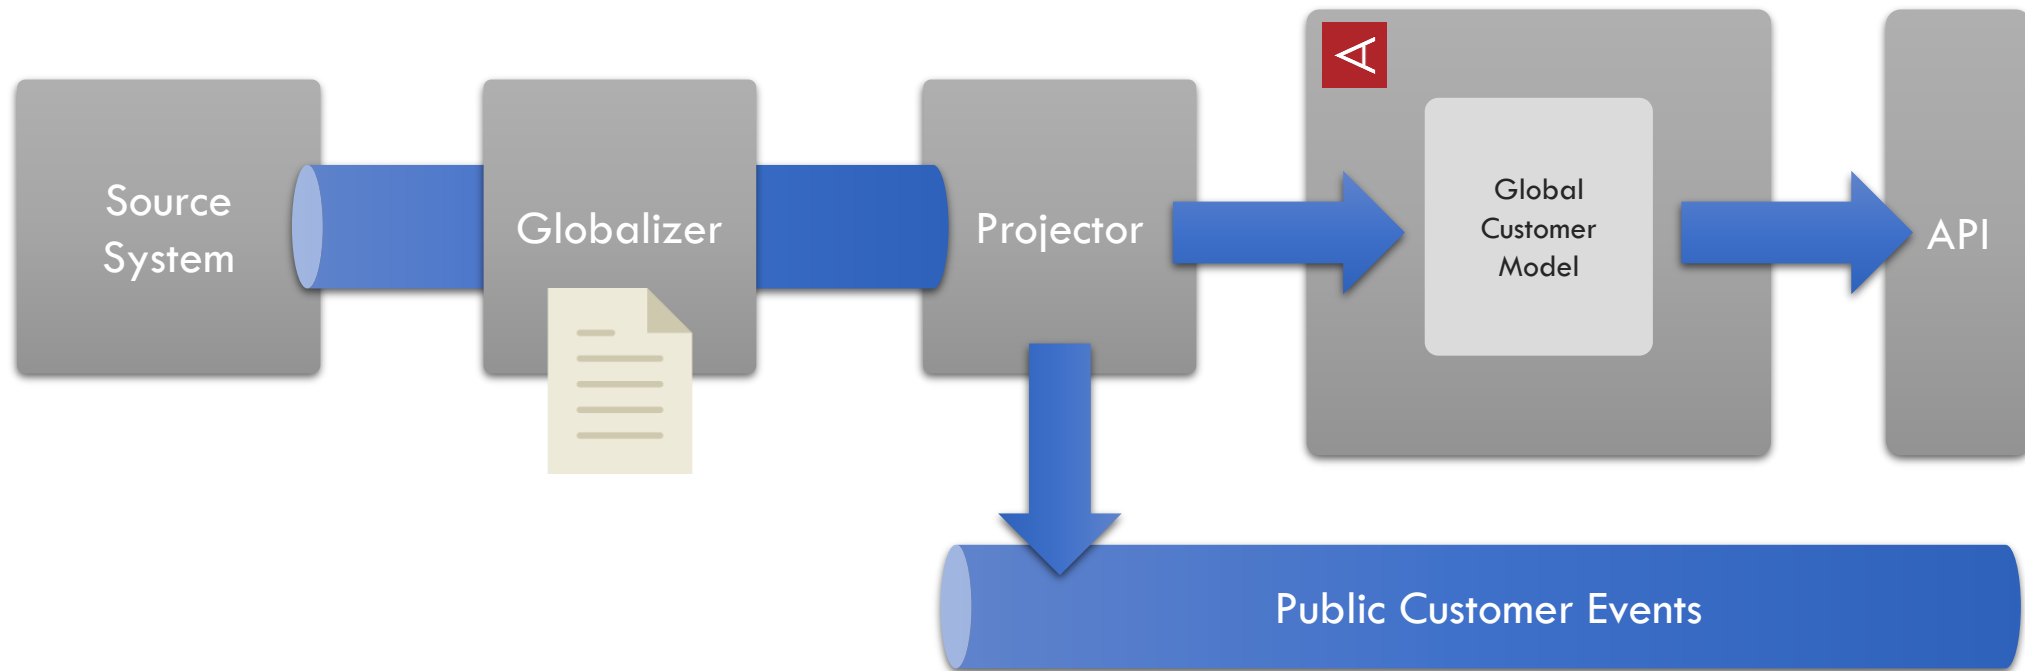 Source
System
Globalizer
Projector
A
Global
Customer
Model
API
Public Customer Events